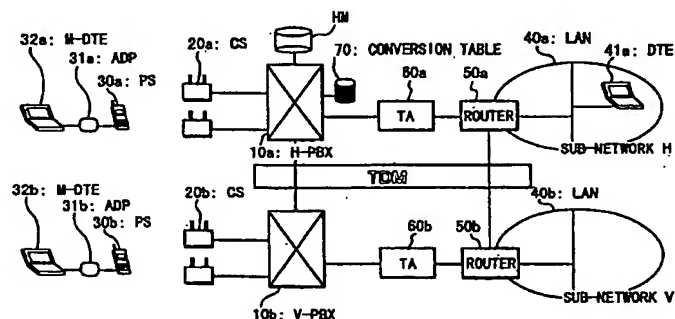 HM
32a: M-DTE
20a: CS
70: CONVERSION TABLE
40a: LAN
31a: ADP
41a: DTE
30a: PS
60a
50a
TA
ROUTER
10a: H-PBX
SUB-NETWORK H
TDM
32b: M-DTE
20b: CS
40b: LAN
31b: ADP
30b: PS
60b
50b
TA
ROUTER
10b: V-PBX
SUB-NETWORK V